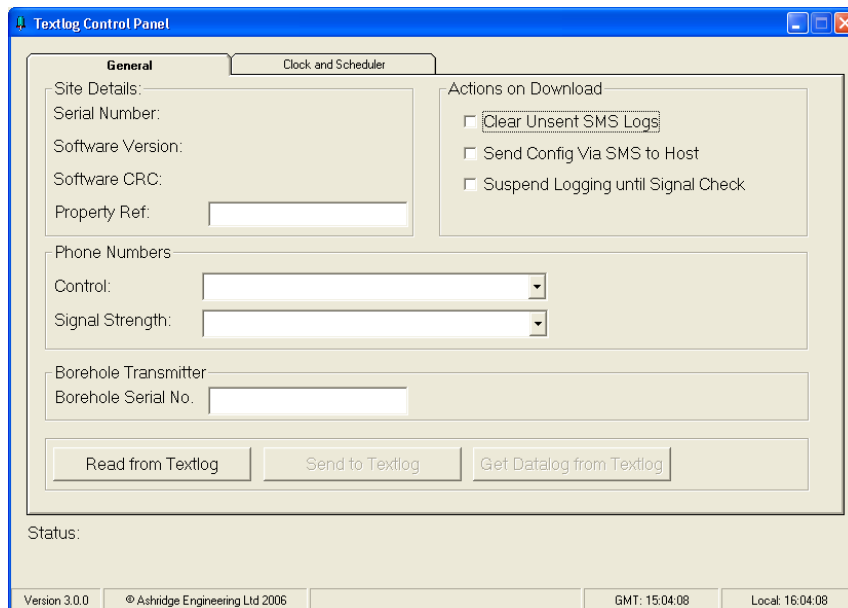 Textlog Control Panel
General
Clock and Scheduler
Site Details:
Serial Number:
Software Version:
Software CRC:
Property Ref:
Actions on Download
Clear Unsent SMS Logs
Send Config Via SMS to Host
Suspend Logging until Signal Check
Phone Numbers
Control:
Signal Strength:
Borehole Transmitter
Borehole Serial No.
Read from Textlog
Send to Textlog
Get Datalog from Textlog
Status:
Version 3.0.0
© Ashridge Engineering Ltd 2006
GMT: 15:04:08
Local: 16:04:08